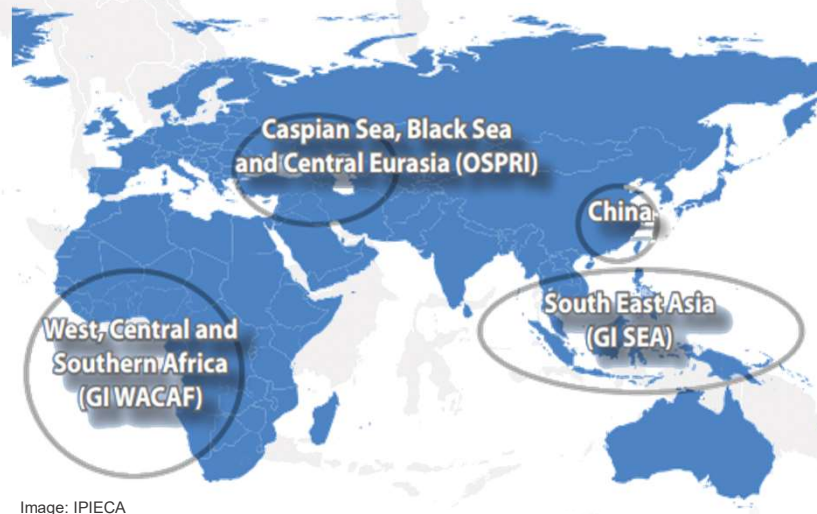 Caspian Sea, Black Sea
and Central Eurasia (OSPRI)
China
South East Asia
(GI SEA)
West, Central and
Southern Africa
(GI WACAF)
Image: IPIECA